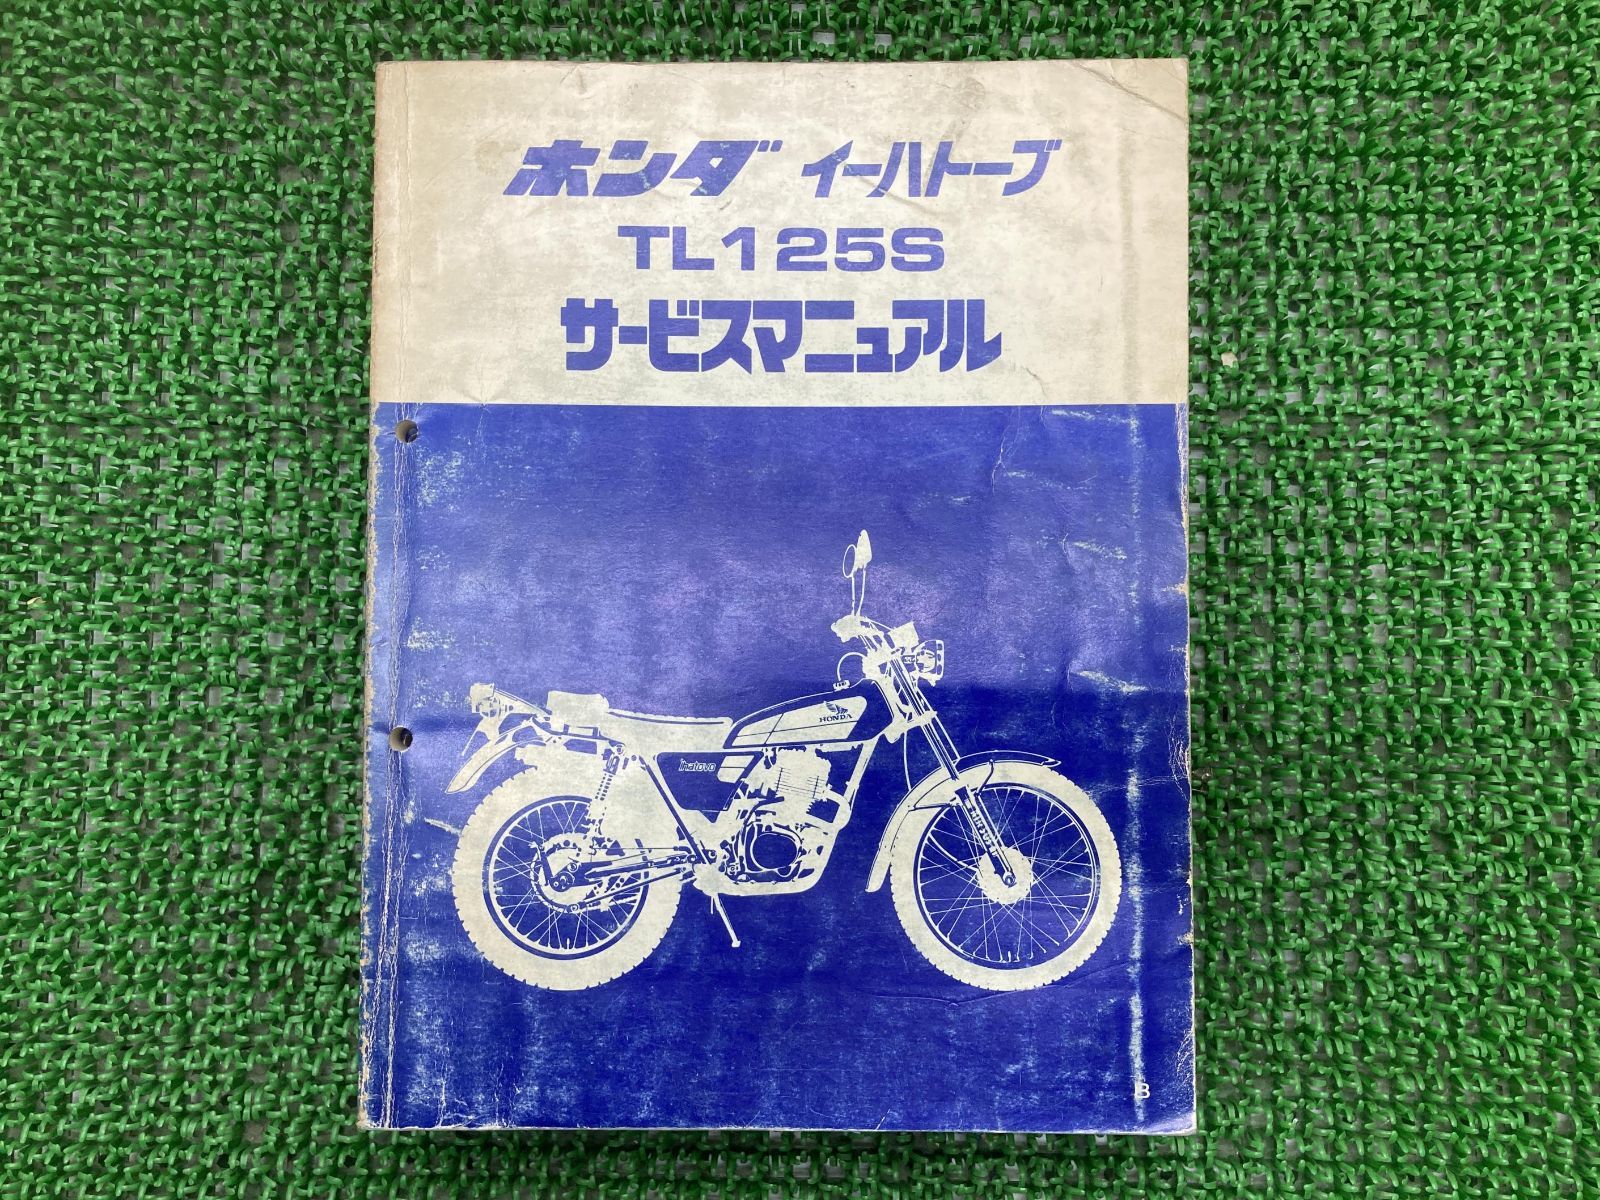 ホンダ イーハトーブ
TL125S
サービスマニュアル
HONDA
ihatovo
B